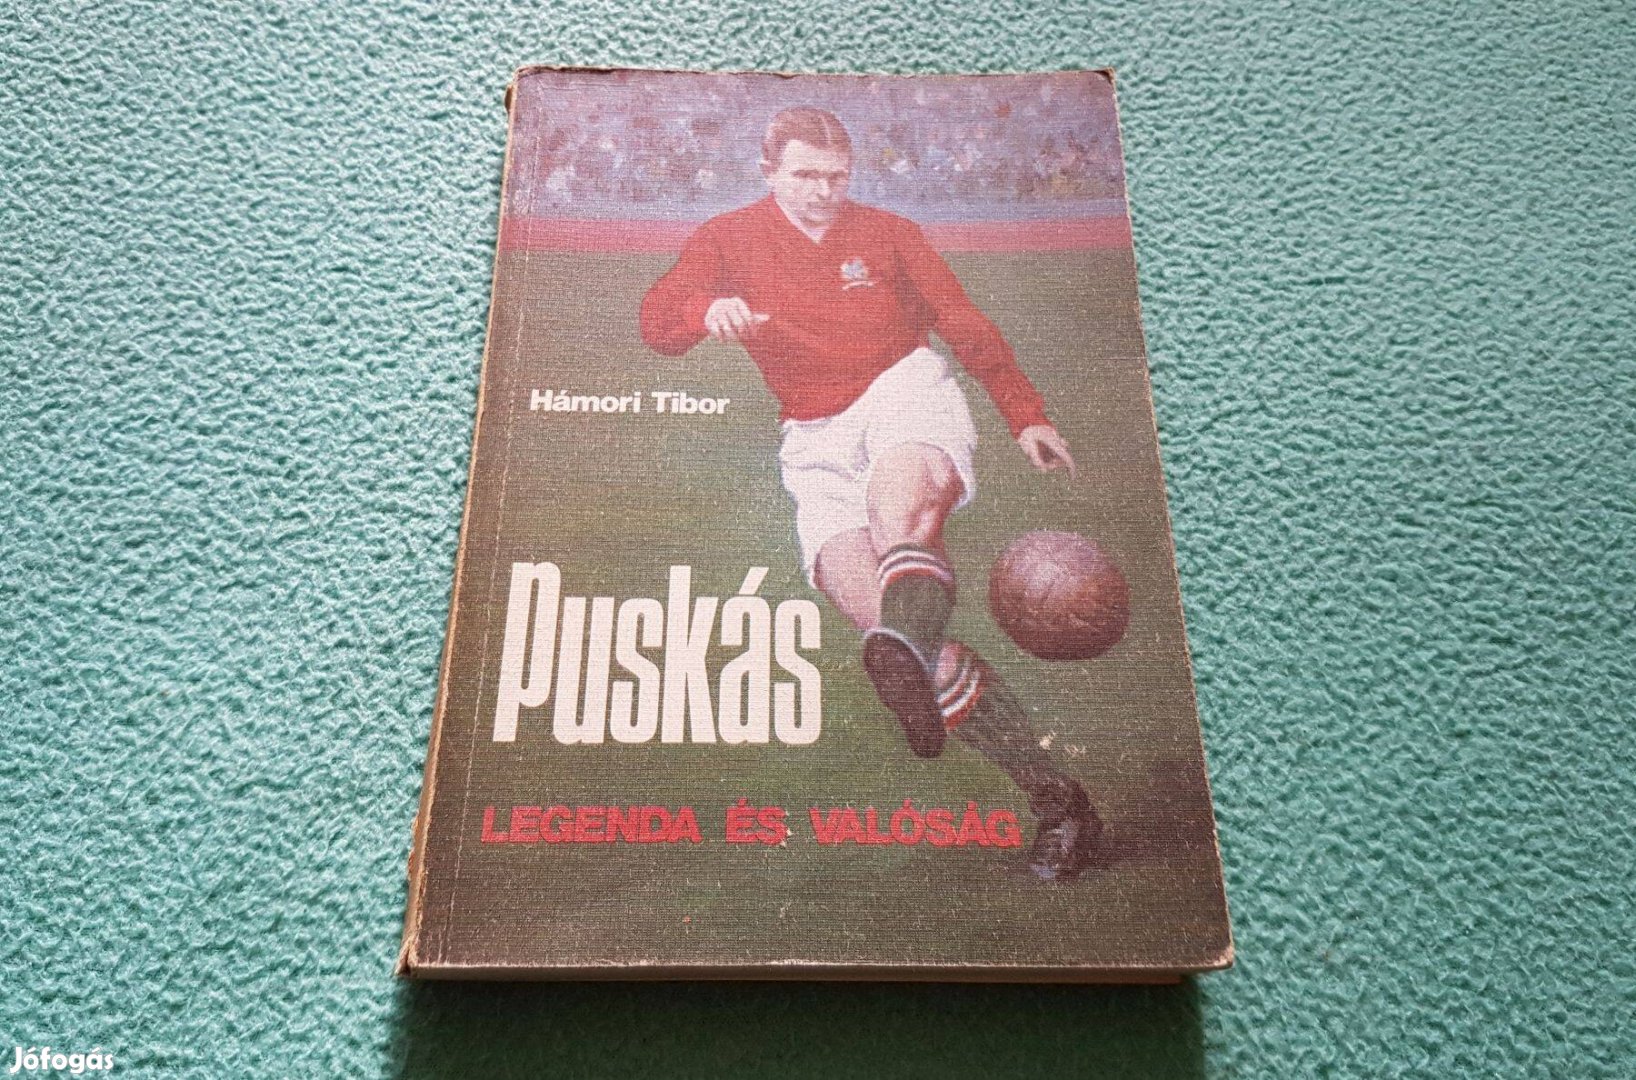 Hámori Tibor
Puskás
LEGENDA ÉS VALÓSÁG
Jófogás